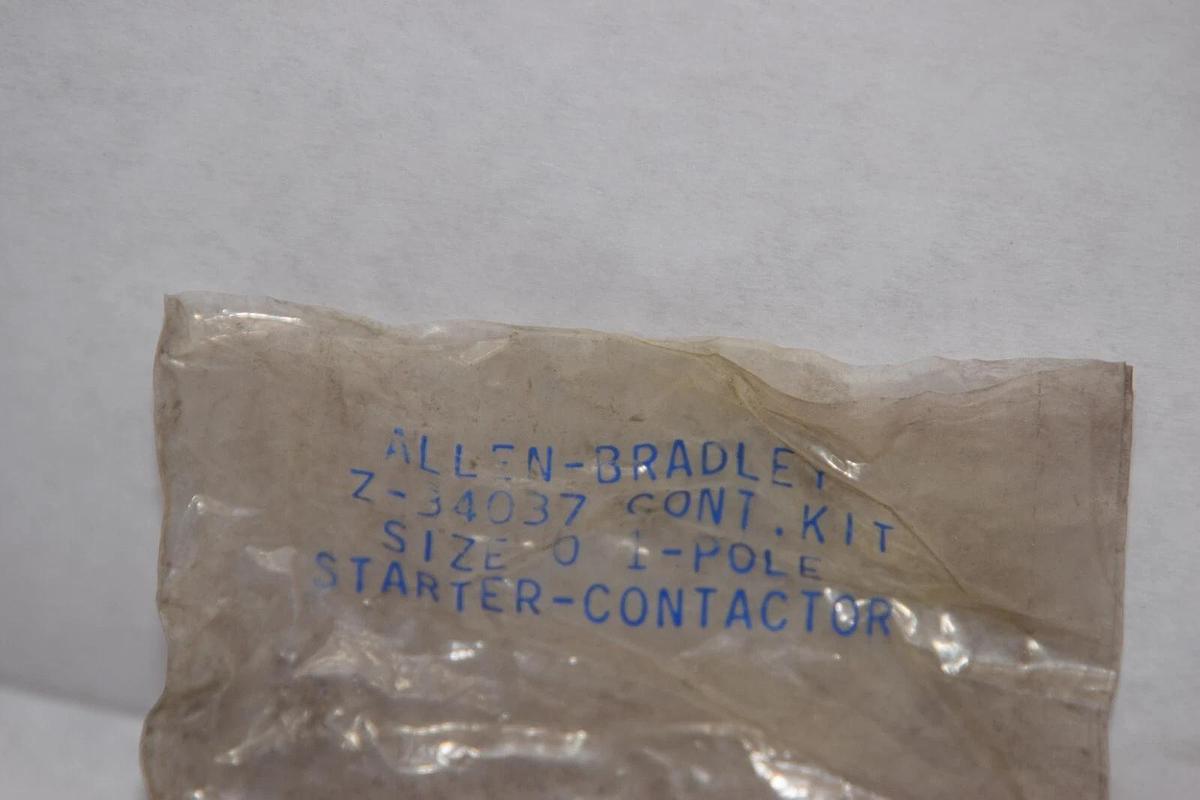 ALLEN-BRADLEY
Z-34037 CONT.KIT
SIZE 0 1-POLE
STARTER-CONTACTOR